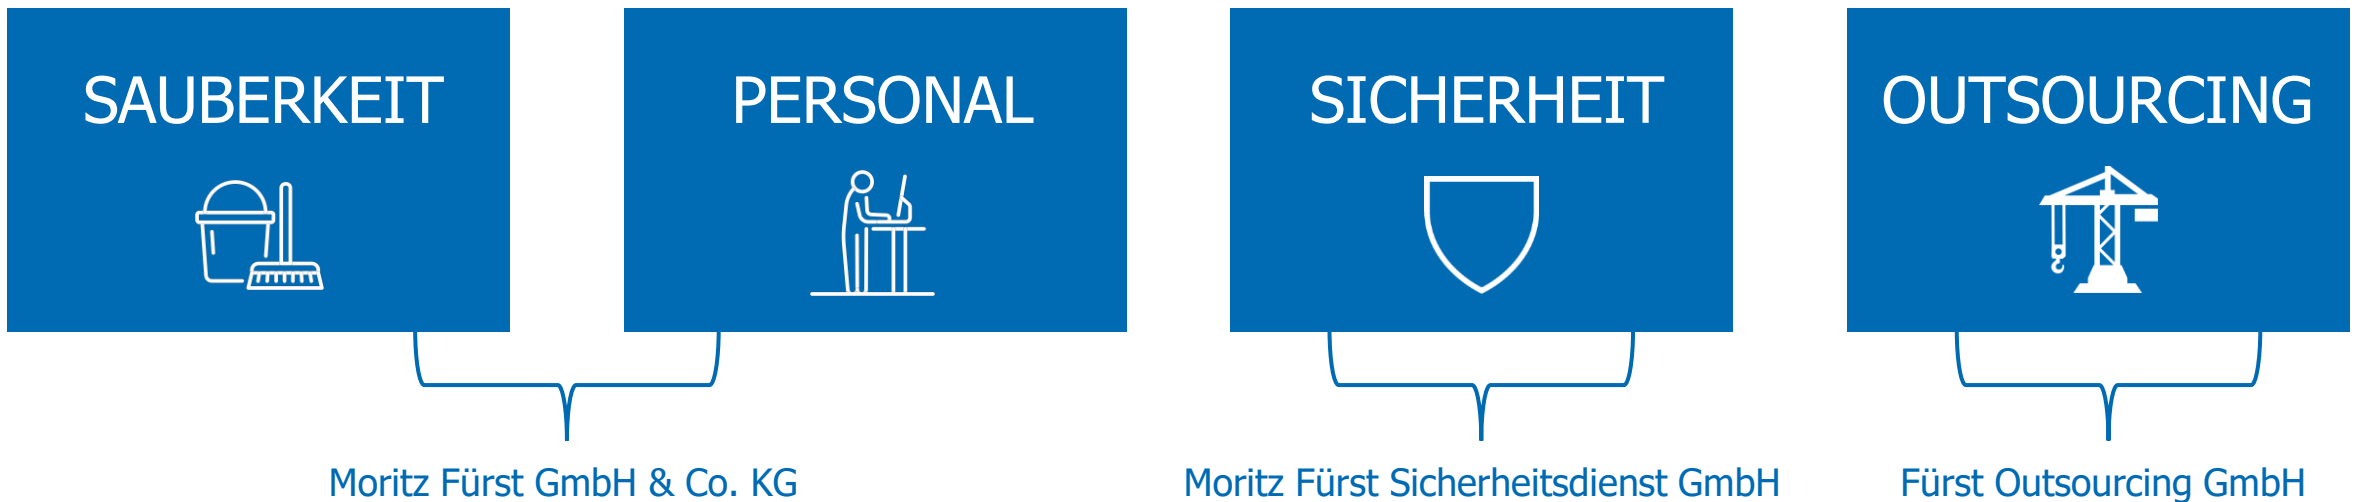 SAUBERKEIT
PERSONAL
SICHERHEIT
OUTSOURCING
Moritz Fürst GmbH & Co. KG
Moritz Fürst Sicherheitsdienst GmbH
Fürst Outsourcing GmbH